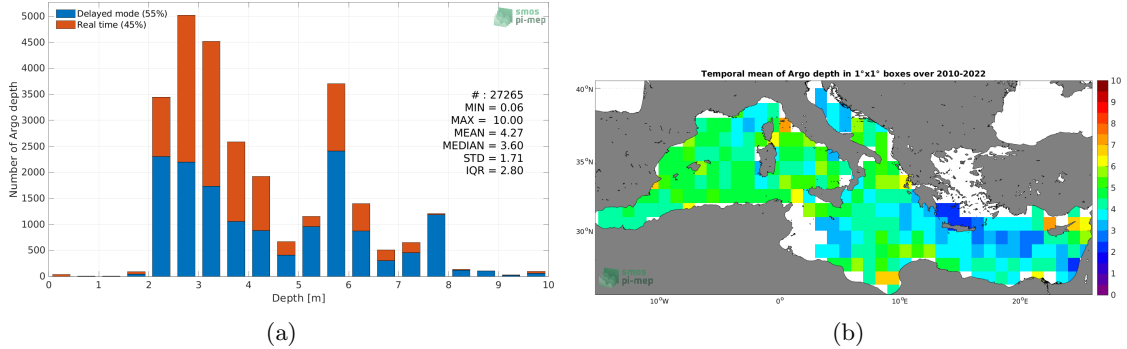 Delayed mode (55%)
Real time (45%)
smos
pi-mep
Number of Argo depth
5000
4500
4000
3500
3000
2500
2000
1500
1000
500
0
# : 27265
MIN = 0.06
MAX = 10.00
MEAN = 4.27
MEDIAN = 3.60
STD = 1.71
IQR = 2.80
0 1 2 3 4 5 6 7 8 9 10
Depth [m]
(a)
Temporal mean of Argo depth in 1°x1° boxes over 2010-2022
40°N
35°N
30°N
10°W 0° 10°E 20°E
smos
pi-mep
10
9
8
7
6
5
4
3
2
1
0
(b)